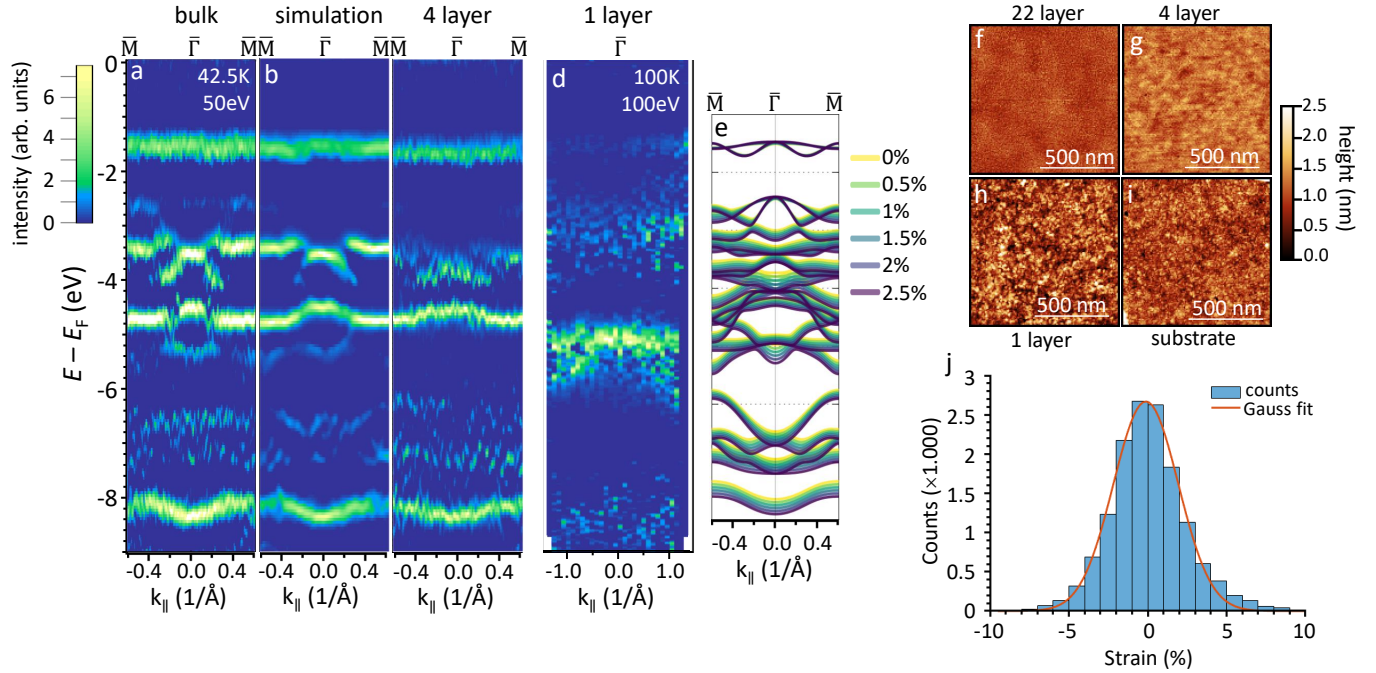 bulk simulation 4 layer 1 layer
M̅ Γ̅ M̅M̅ Γ̅ M̅M̅ Γ̅ M̅ Γ̅
intensity (arb. units)
6
4
2
0
0
-2
-4
-6
-8
E − E_F (eV)
a
42.5K
50eV
b
d
100K
100eV
-0.4 0.0 0.4
k∥ (1/Å)
-0.4 0.0 0.4
k∥ (1/Å)
-0.4 0.0 0.4
k∥ (1/Å)
-1.0 0.0 1.0
k∥ (1/Å)
M̅ Γ̅ M̅
e
-0.4 0.0 0.4
k∥ (1/Å)
0%
0.5%
1%
1.5%
2%
2.5%
22 layer 4 layer
f
500 nm
g
500 nm
h
500 nm
i
500 nm
1 layer substrate
2.5
2.0
1.5
1.0
0.5
0.0
height (nm)
j
counts
Gauss fit
3
2.5
2
1.5
1
0.5
0
Counts (×1.000)
-10 -5 0 5 10
Strain (%)